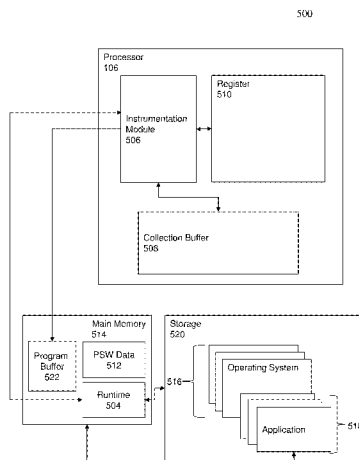 500
Processor
106
Instrumentation
Module
506
Register
510
Collection Buffer
508
Main Memory
514
Program
Buffer
522
PSW Data
512
Runtime
504
Storage
520
516
Operating System
Application
518